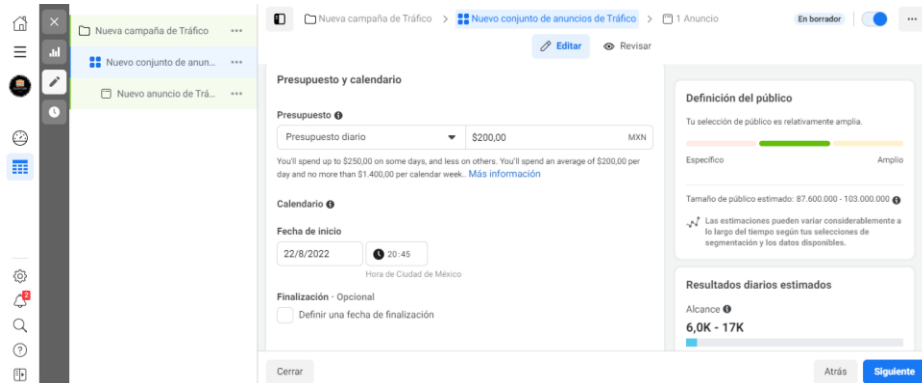 Nueva campaña de Tráfico
Nuevo conjunto de anun...
Nuevo anuncio de Trá...
Nueva campaña de Tráfico > Nuevo conjunto de anuncios de Tráfico > 1 Anuncio
En borrador
Editar
Revisar
Presupuesto y calendario
Presupuesto
Presupuesto diario
$200,00
MXN
You'll spend up to $250,00 on some days, and less on others. You'll spend an average of $200,00 per
day and no more than $1.400,00 per calendar week.. Más información
Calendario
Fecha de inicio
22/8/2022
20:45
Hora de Ciudad de México
Finalización · Opcional
Definir una fecha de finalización
Cerrar
Definición del público
Tu selección de público es relativamente amplia.
Específico
Amplio
Tamaño de público estimado: 87.600.000 - 103.000.000
Las estimaciones pueden variar considerablemente a
lo largo del tiempo según tus selecciones de
segmentación y los datos disponibles.
Resultados diarios estimados
Alcance
6,0K - 17K
Atrás
Siguiente
2